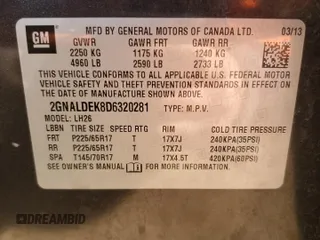 GM
MFD BY GENERAL MOTORS OF CANADA LTD. 03/13
GVWR GAWR FRT GAWR RR
2250 KG 1175 KG 1240 KG
4960 LB 2590 LB 2733 LB
THIS VEHICLE CONFORMS TO ALL APPLICABLE U.S. FEDERAL MOTOR
VEHICLE SAFETY, BUMPER, AND THEFT PREVENTION STANDARDS IN EFFECT
ON THE DATE OF MANUFACTURE SHOWN ABOVE.
2GNALDEK8D6320281 TYPE: M.P.V.
MODEL: LH26
LBBN TIRE SIZE SPEED RTG RIM COLD TIRE PRESSURE
FRT P225/65R17 T 17X7J 240KPA(35PSI)
RR P225/65R17 T 17X7J 240KPA(35PSI)
SPA T145/70R17 M 17X4.5T 420KPA(60PSI)
SEE OWNER'S MANUAL FOR ADDITIONAL INFORMATION.
DREAMBID